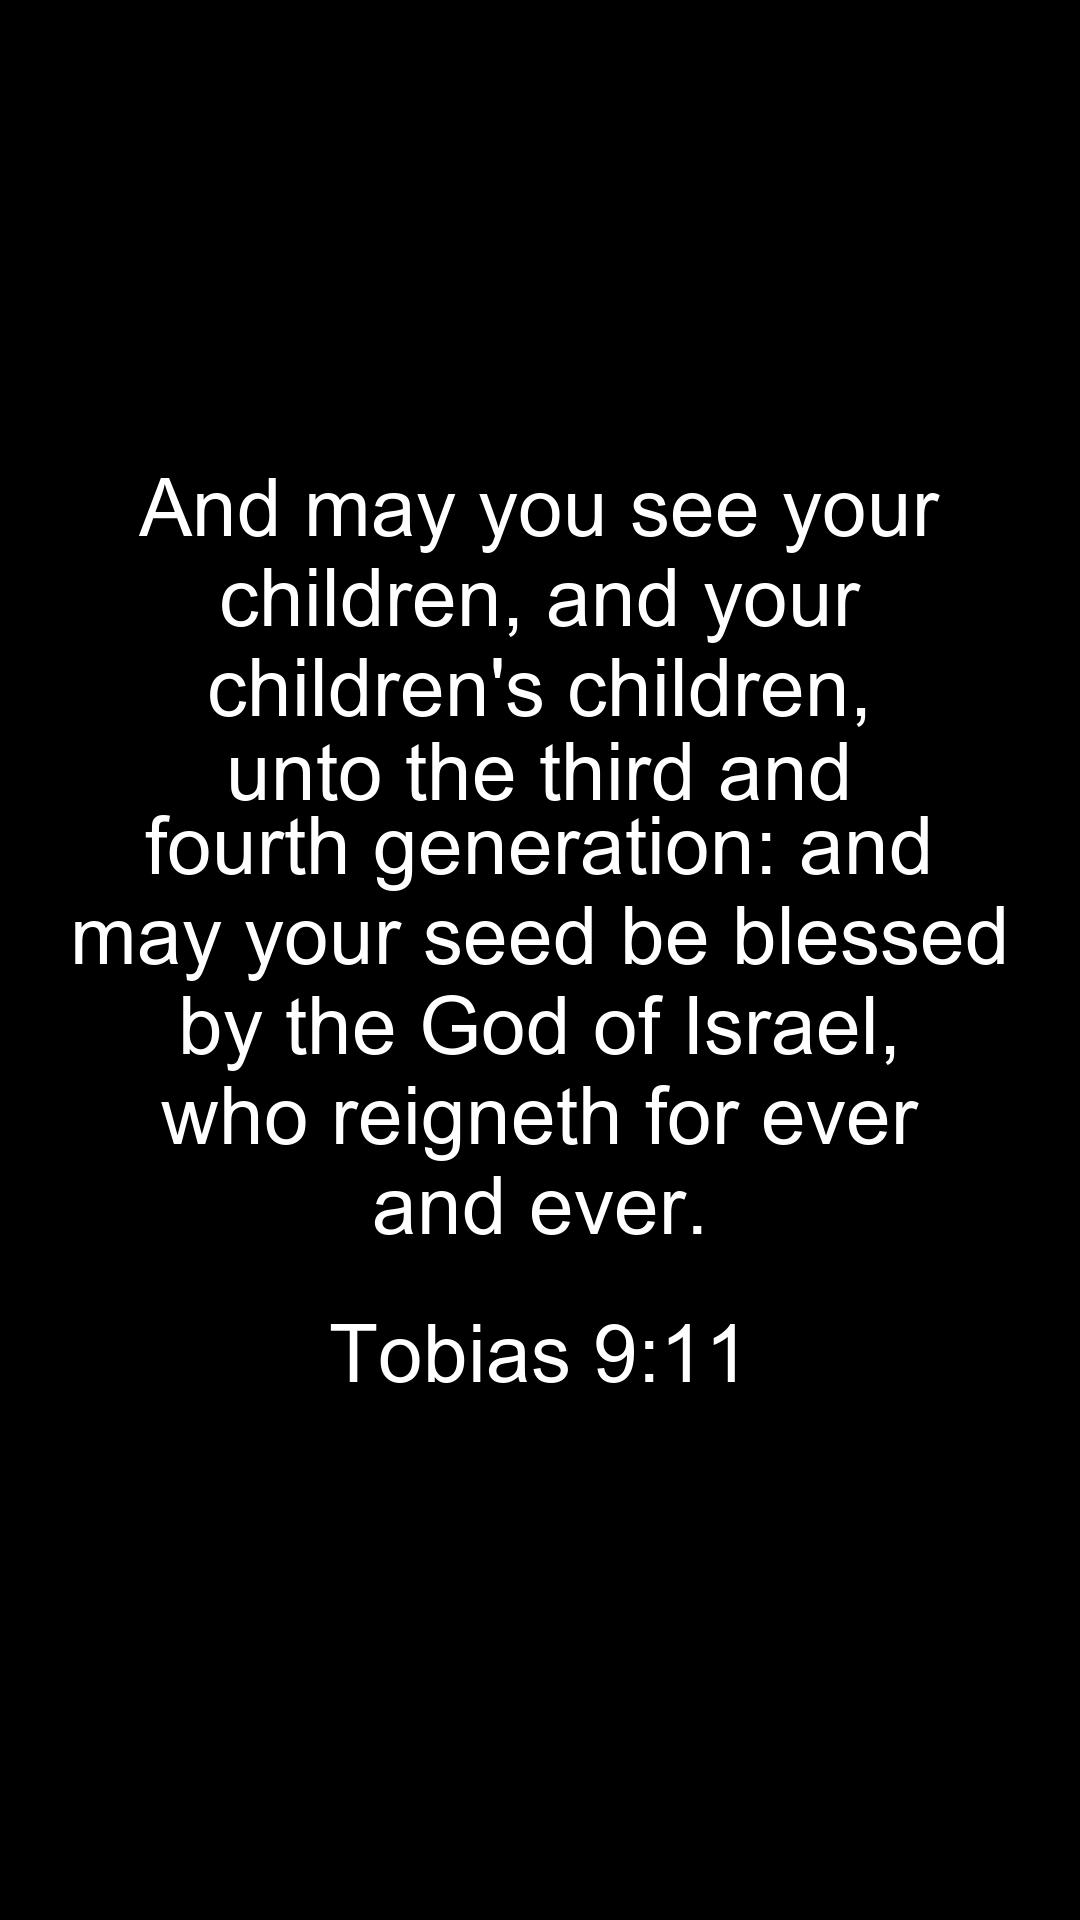 And may you see your
children, and your
children's children,
unto the third and
fourth generation: and
may your seed be blessed
by the God of Israel,
who reigneth for ever
and ever.
Tobias 9:11